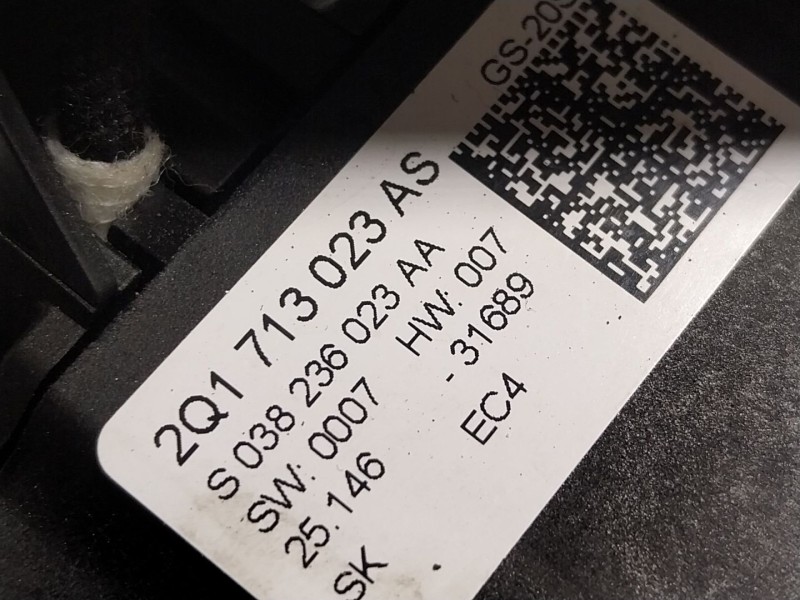 GS-20
2Q1 713 023 AS
S 038 236 023 AA
SW: 0007 HW: 007
25.146 - 31689
SK EC4